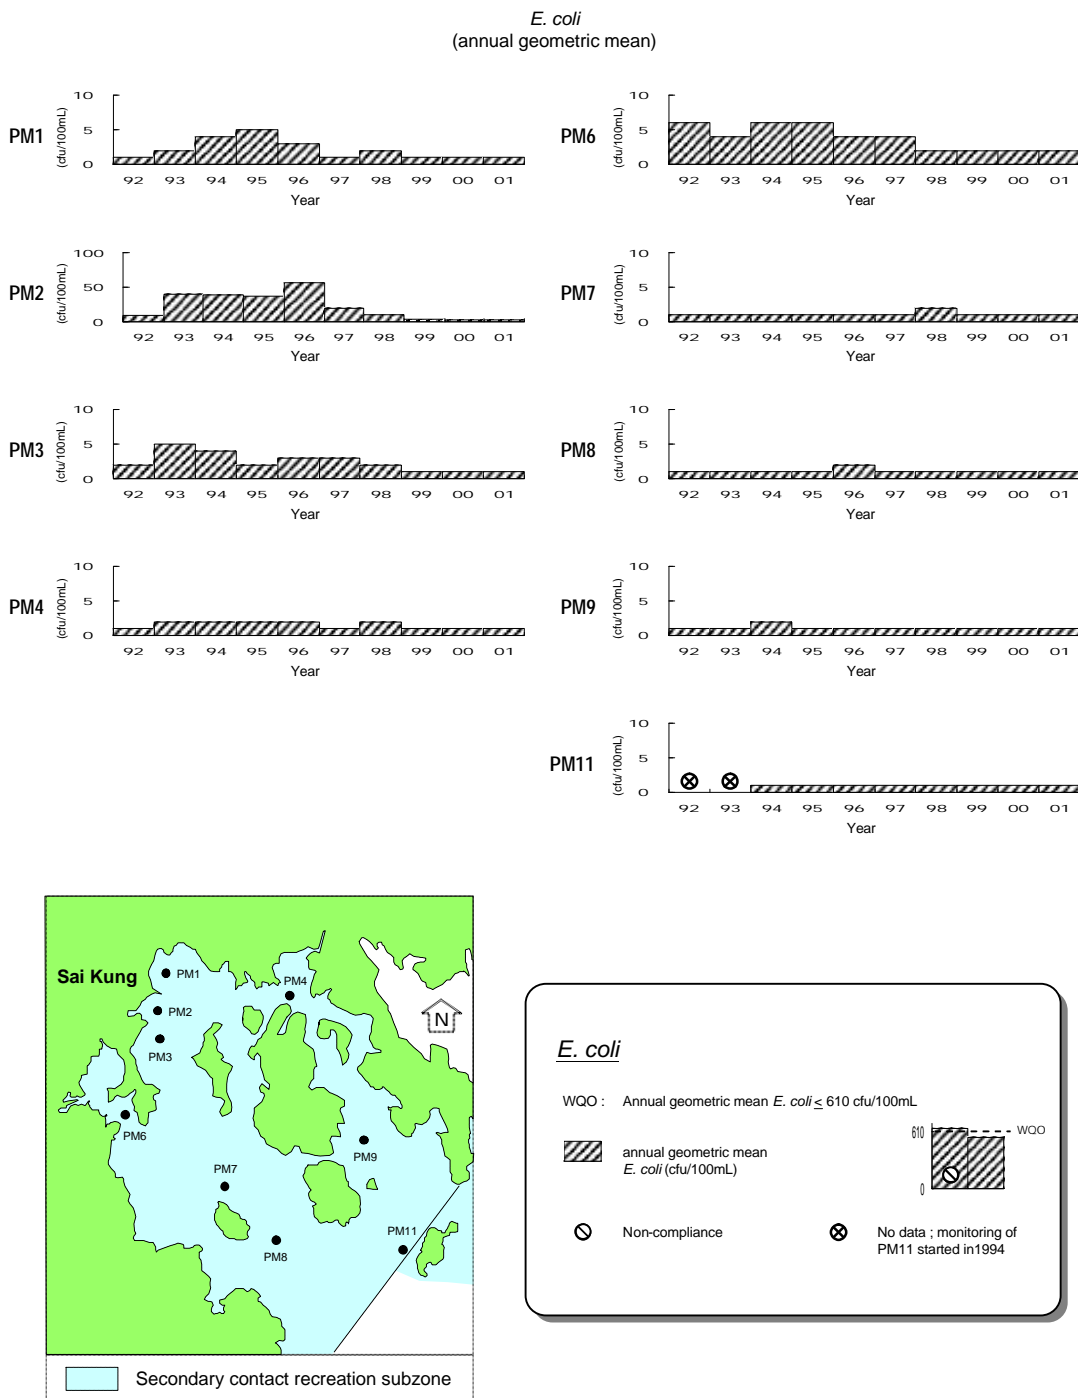 E. coli
(annual geometric mean)
PM1
(cfu/100mL)
10
5
0
92 93 94 95 96 97 98 99 00 01
Year
PM6
(cfu/100mL)
10
5
0
92 93 94 95 96 97 98 99 00 01
Year
PM2
(cfu/100mL)
100
50
0
92 93 94 95 96 97 98 99 00 01
Year
PM7
(cfu/100mL)
10
5
0
92 93 94 95 96 97 98 99 00 01
Year
PM3
(cfu/100mL)
10
5
0
92 93 94 95 96 97 98 99 00 01
Year
PM8
(cfu/100mL)
10
5
0
92 93 94 95 96 97 98 99 00 01
Year
PM4
(cfu/100mL)
10
5
0
92 93 94 95 96 97 98 99 00 01
Year
PM9
(cfu/100mL)
10
5
0
92 93 94 95 96 97 98 99 00 01
Year
PM11
(cfu/100mL)
10
5
0
92 93 94 95 96 97 98 99 00 01
Year
Sai Kung
PM1
PM4
PM2
N
PM3
PM6
PM9
PM7
PM11
PM8
Secondary contact recreation subzone
E. coli
WQO : Annual geometric mean E. coli ≤ 610 cfu/100mL
annual geometric mean
E. coli (cfu/100mL)
610
WQO
0
Non-compliance
No data ; monitoring of
PM11 started in1994